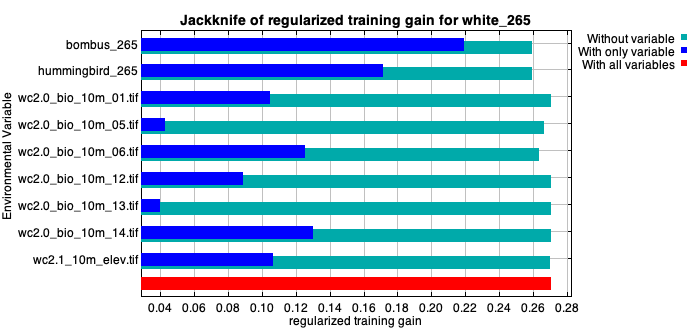 Jackknife of regularized training gain for white_265
Without variable
With only variable
With all variables
Environmental Variable
bombus_265
hummingbird_265
wc2.0_bio_10m_01.tif
wc2.0_bio_10m_05.tif
wc2.0_bio_10m_06.tif
wc2.0_bio_10m_12.tif
wc2.0_bio_10m_13.tif
wc2.0_bio_10m_14.tif
wc2.1_10m_elev.tif
0.04 0.06 0.08 0.10 0.12 0.14 0.16 0.18 0.20 0.22 0.24 0.26 0.28
regularized training gain